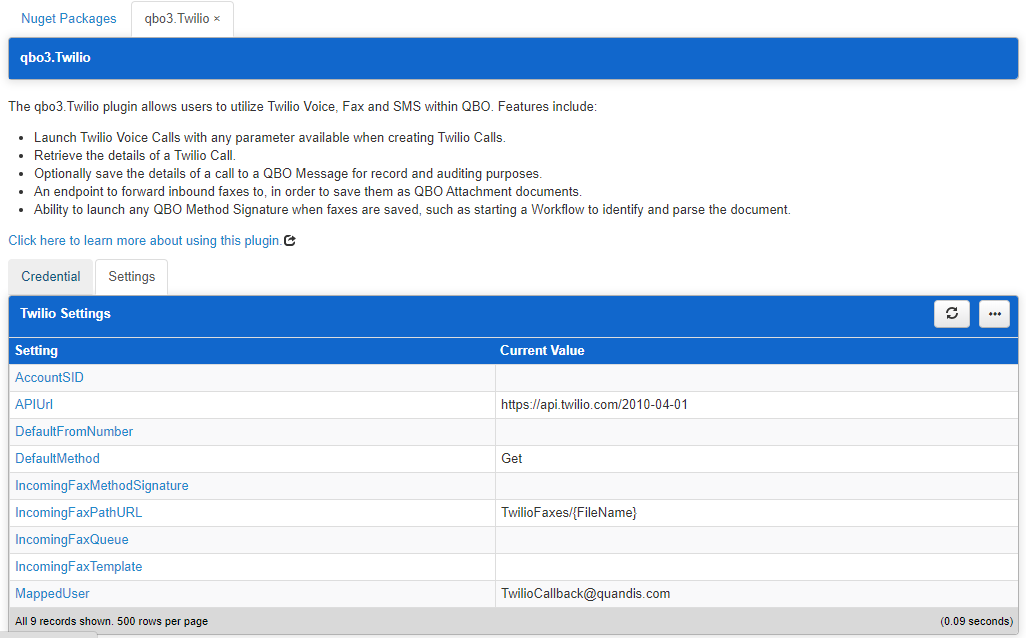 Nuget Packages qbo3.Twilio ×
qbo3.Twilio
The qbo3.Twilio plugin allows users to utilize Twilio Voice, Fax and SMS within QBO. Features include:
• Launch Twilio Voice Calls with any parameter available when creating Twilio Calls.
• Retrieve the details of a Twilio Call.
• Optionally save the details of a call to a QBO Message for record and auditing purposes.
• An endpoint to forward inbound faxes to, in order to save them as QBO Attachment documents.
• Ability to launch any QBO Method Signature when faxes are saved, such as starting a Workflow to identify and parse the document.
Click here to learn more about using this plugin.
Credential Settings
Twilio Settings
Setting Current Value
AccountSID
APIUrl https://api.twilio.com/2010-04-01
DefaultFromNumber
DefaultMethod Get
IncomingFaxMethodSignature
IncomingFaxPathURL TwilioFaxes/{FileName}
IncomingFaxQueue
IncomingFaxTemplate
MappedUser TwilioCallback@quandis.com
All 9 records shown. 500 rows per page (0.09 seconds)